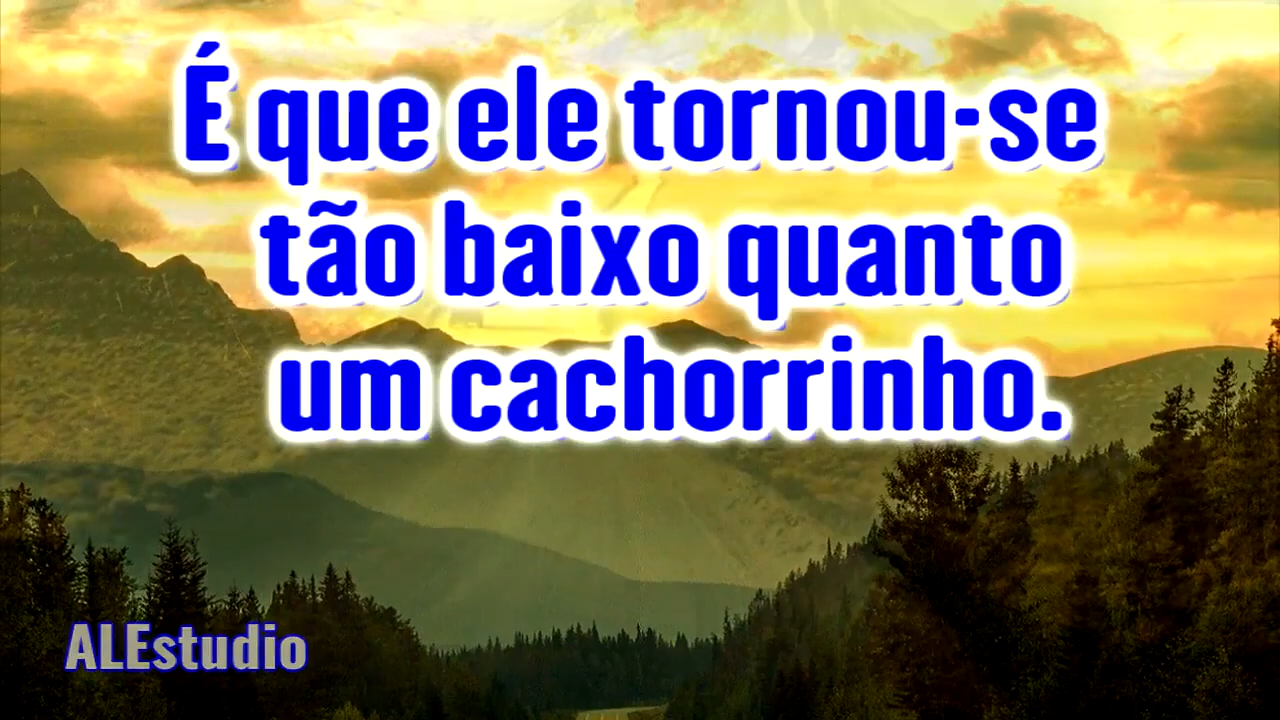 É que ele tornou-se
tão baixo quanto
um cachorrinho.
ALEstudio